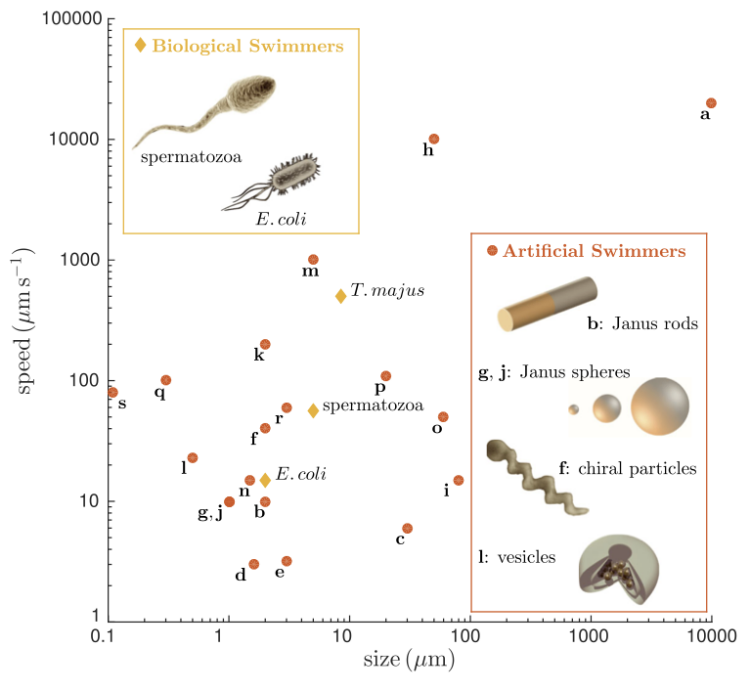 100000
10000
1000
100
10
1
speed (μm s⁻¹)
0.1
1
10
100
1000
10000
size (μm)
Biological Swimmers
spermatozoa
E.coli
Artificial Swimmers
b: Janus rods
g, j: Janus spheres
f: chiral particles
l: vesicles
a
h
m
T.majus
k
s
q
p
r
spermatozoa
o
f
l
n
E.coli
i
g, j
b
c
d
e